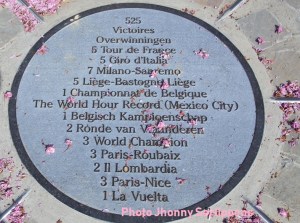 525
Victoires
Overwinningen
5 Tour de France
5 Giro d'Italia
7 Milano-Sanremo
5 Liège-Bastogne Liège
1 Championnat de Belgique
The World Hour Record (Mexico City)
1 Belgisch Kampioenschap
2 Rónde van Vlaanderen
3 World Champion
3 Paris-Roubaix
2 Il Lombardia
3 Paris-Nice
1 La Vuelta
Photo Jhonny